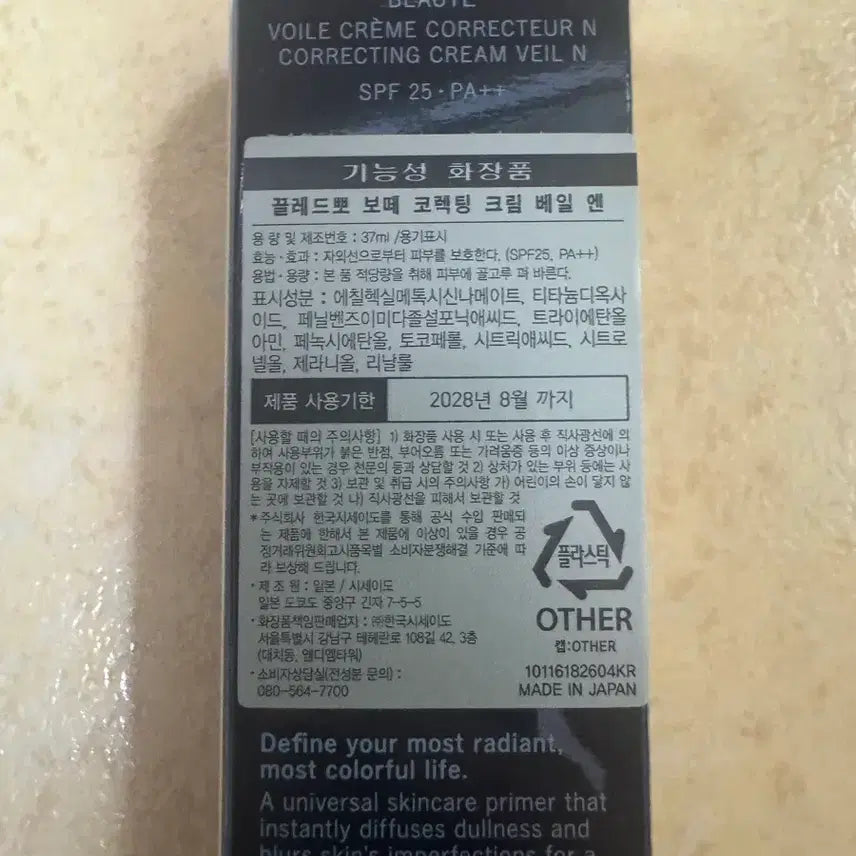 BEAUTÉ
VOILE CRÈME CORRECTEUR N
CORRECTING CREAM VEIL N
SPF 25 · PA++
기능성 화장품
끌레드뽀 보떼 코렉팅 크림 베일 엔
용 량 및 제조번호 : 37ml /용기표시
효능 · 효과 : 자외선으로부터 피부를 보호한다. (SPF25, PA++)
용법 · 용량 : 본 품 적당량을 취해 피부에 골고루 펴 바른다.
표시성분 : 에칠헥실메톡시신나메이트, 티타늄디옥사
이드, 페닐벤즈이미다졸설포닉애씨드, 트라이에탄올
아민, 페녹시에탄올, 토코페롤, 시트릭애씨드, 시트로
넬올, 제라니올, 리날룰
제품 사용기한
2028년 8월 까지
[사용할 때의 주의사항] 1) 화장품 사용 시 또는 사용 후 직사광선에 의
하여 사용부위가 붉은 반점, 부어오름 또는 가려움증 등의 이상 증상이나
부작용이 있는 경우 전문의 등과 상담할 것 2) 상처가 있는 부위 등에는 사
용을 자제할 것 3) 보관 및 취급 시의 주의사항 가) 어린이의 손이 닿지 않
는 곳에 보관할 것 나) 직사광선을 피해서 보관할 것
* 주식회사 한국시세이도를 통해 공식 수입 판매되
는 제품에 한해서 본 제품에 이상이 있을 경우 공
정거래위원회고시품목별 소비자분쟁해결 기준에 따
라 보상해 드립니다.
· 제 조 원 : 일본 / 시세이도
일본 도쿄도 중앙구 긴자 7-5-5
· 화장품책임판매업자 : ㈜한국시세이도
서울특별시 강남구 테헤란로 108길 42, 3층
(대치동, 엠디엠타워)
· 소비자상담실(전성분 문의) :
080-564-7700
플라스틱
OTHER
캡:OTHER
10116182604KR
MADE IN JAPAN
Define your most radiant,
most colorful life.
A universal skincare primer that
instantly diffuses dullness and
blurs skin's imperfections for a